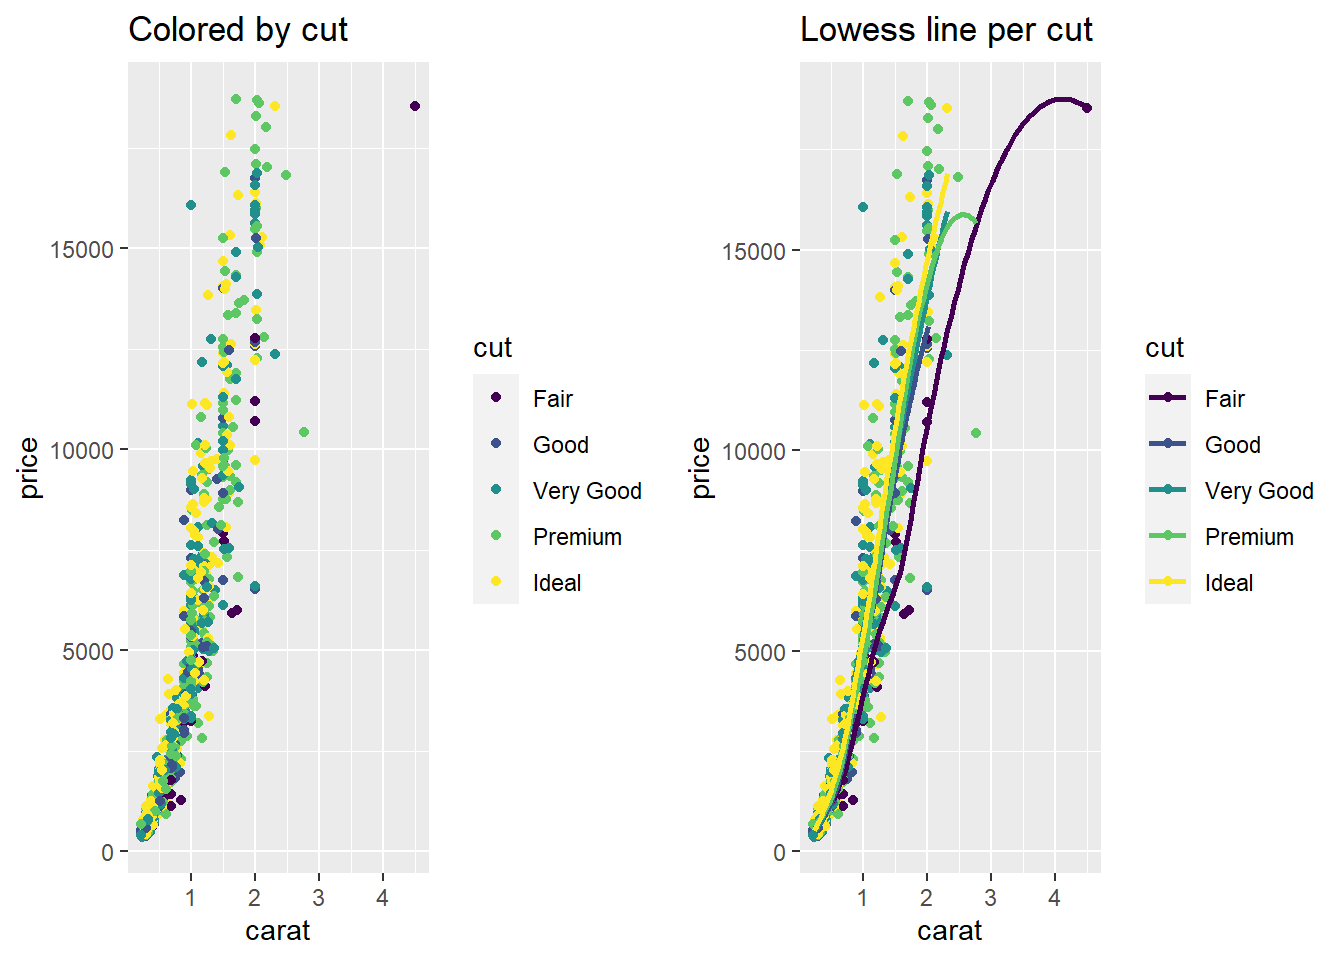 Colored by cut
price
15000
10000
5000
0
1 2 3 4
carat
cut
Fair
Good
Very Good
Premium
Ideal
Lowess line per cut
price
15000
10000
5000
0
1 2 3 4
carat
cut
Fair
Good
Very Good
Premium
Ideal